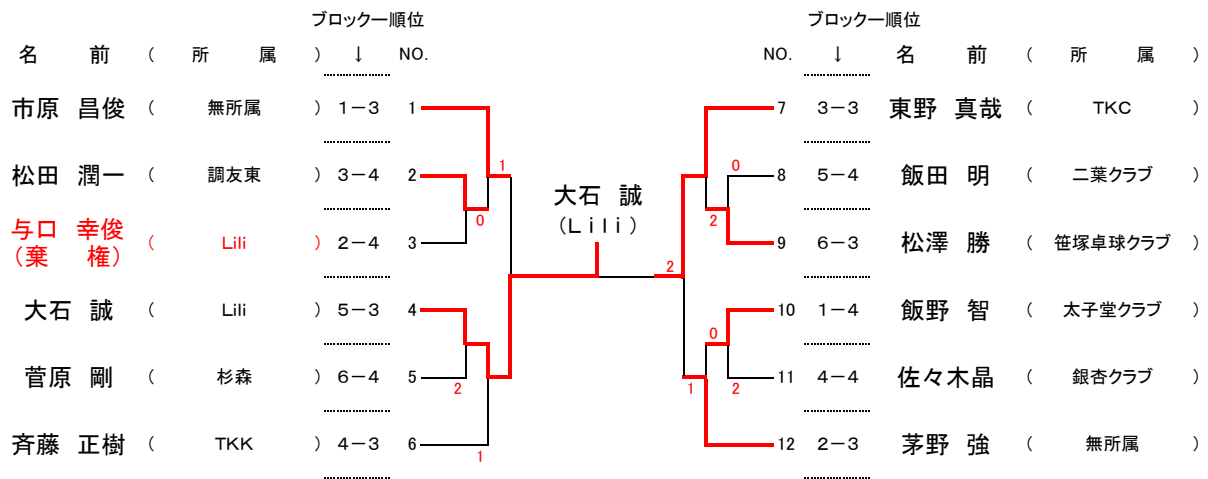 ブロック一順位 ブロック一順位
名 前 ( 所 属 ) ↓ NO. NO. ↓ 名 前 ( 所 属 )
市原 昌俊 ( 無所属 ) 1-3 1 7 3-3 東野 真哉 ( TKC )
松田 潤一 ( 調友東 ) 3-4 2 1 0 8 5-4 飯田 明 ( 二葉クラブ )
大石 誠
(Lili)
与口 幸俊
(棄 権) ( Lili ) 2-4 3 0 2 9 6-3 松澤 勝 ( 笹塚卓球クラブ )
2
大石 誠 ( Lili ) 5-3 4 10 1-4 飯野 智 ( 太子堂クラブ )
0
菅原 剛 ( 杉森 ) 6-4 5 2 1 2 11 4-4 佐々木晶 ( 銀杏クラブ )
斉藤 正樹 ( TKK ) 4-3 6 1 12 2-3 茅野 強 ( 無所属 )